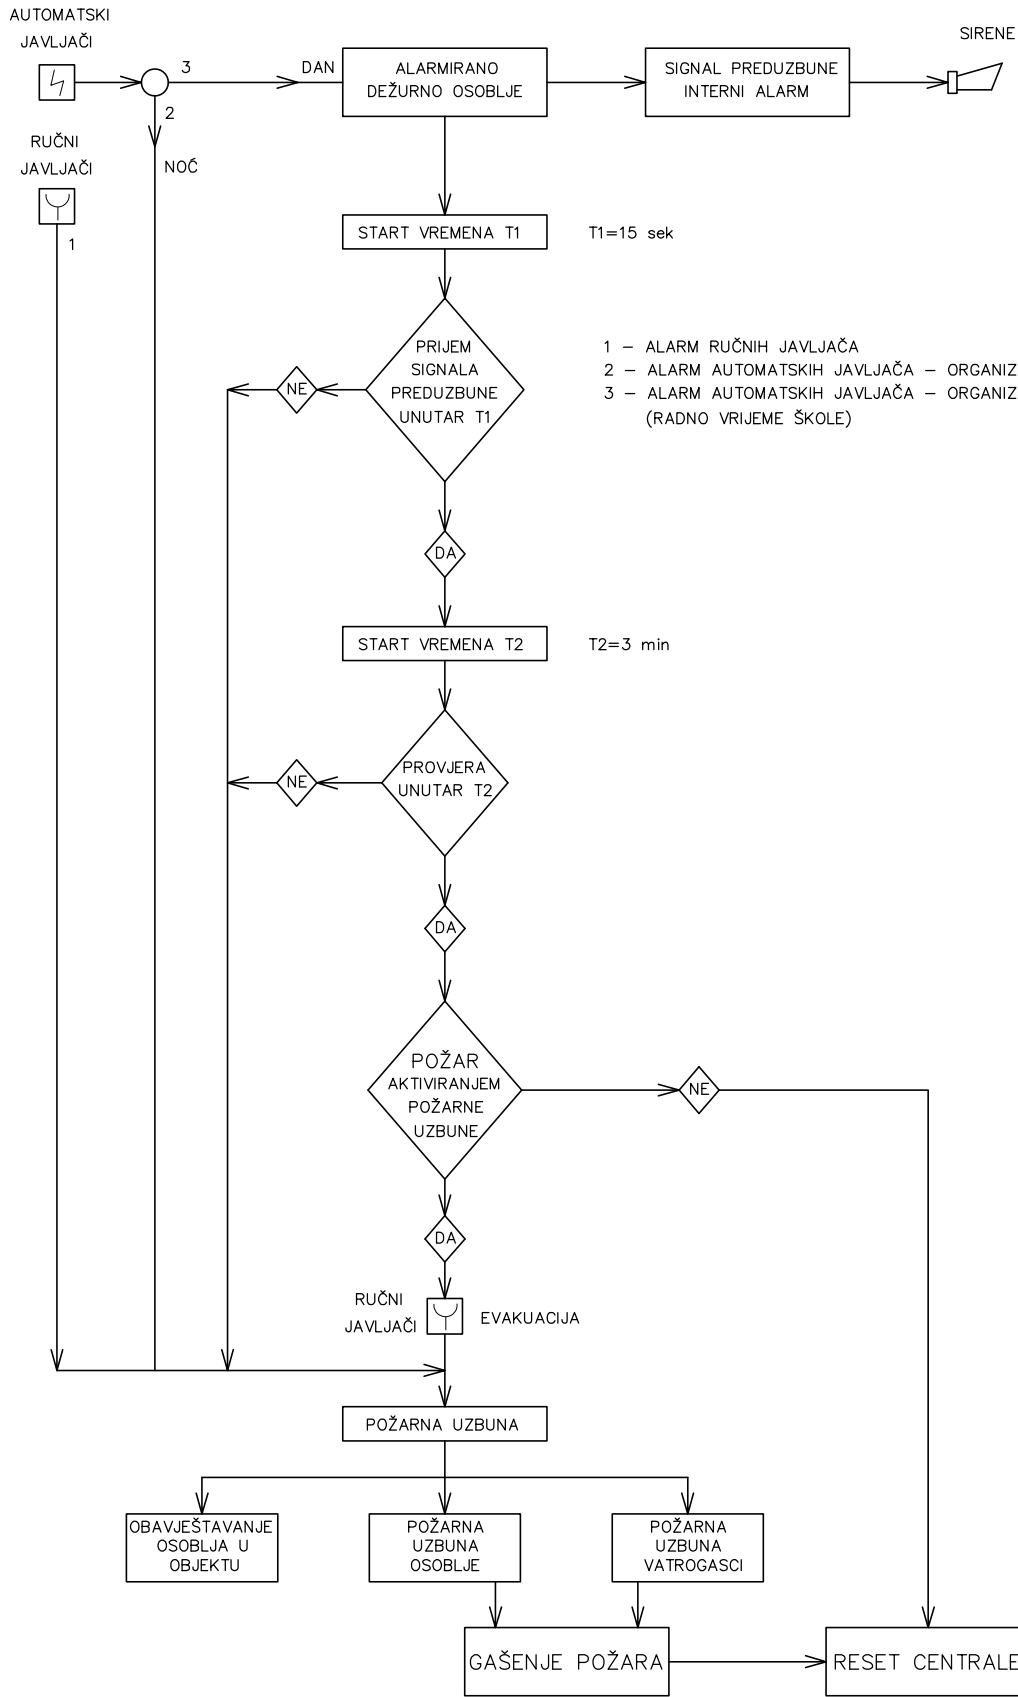 AUTOMATSKI
JAVLJAČI
3
DAN
2
NOĆ
RUČNI
JAVLJAČI
1
ALARMIRANO
DEŽURNO OSOBLJE
SIGNAL PREDUZBUNE
INTERNI ALARM
SIRENE
START VREMENA T1
T1=15 sek
PRIJEM
SIGNALA
PREDUZBUNE
UNUTAR T1
NE
1 – ALARM RUČNIH JAVLJAČA
2 – ALARM AUTOMATSKIH JAVLJAČA – ORGANIZ
3 – ALARM AUTOMATSKIH JAVLJAČA – ORGANIZ
(RADNO VRIJEME ŠKOLE)
DA
START VREMENA T2
T2=3 min
PROVJERA
UNUTAR T2
NE
DA
POŽAR
AKTIVIRANJEM
POŽARNE
UZBUNE
NE
DA
RUČNI
JAVLJAČI
EVAKUACIJA
POŽARNA UZBUNA
OBAVJEŠTAVANJE
OSOBLJA U
OBJEKTU
POŽARNA
UZBUNA
OSOBLJE
POŽARNA
UZBUNA
VATROGASCI
GAŠENJE POŽARA
RESET CENTRALE